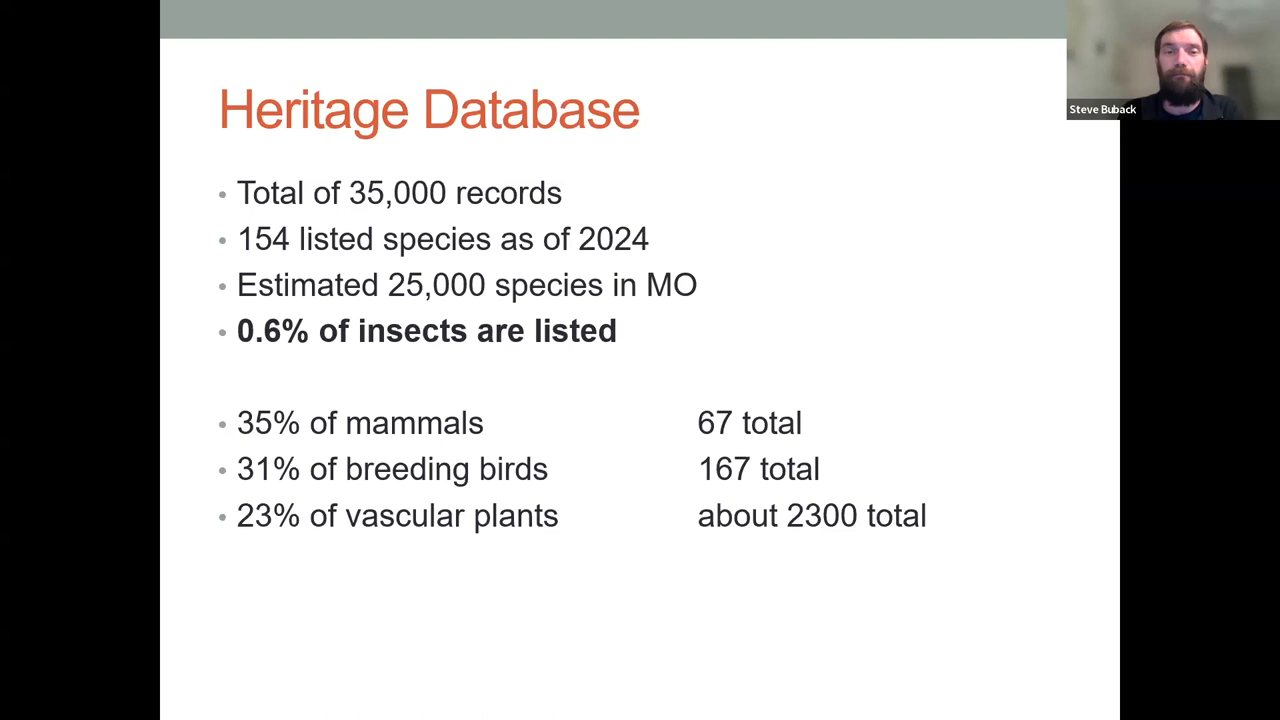 Heritage Database
• Total of 35,000 records
• 154 listed species as of 2024
• Estimated 25,000 species in MO
• 0.6% of insects are listed
• 35% of mammals 67 total
• 31% of breeding birds 167 total
• 23% of vascular plants about 2300 total
Steve Buback